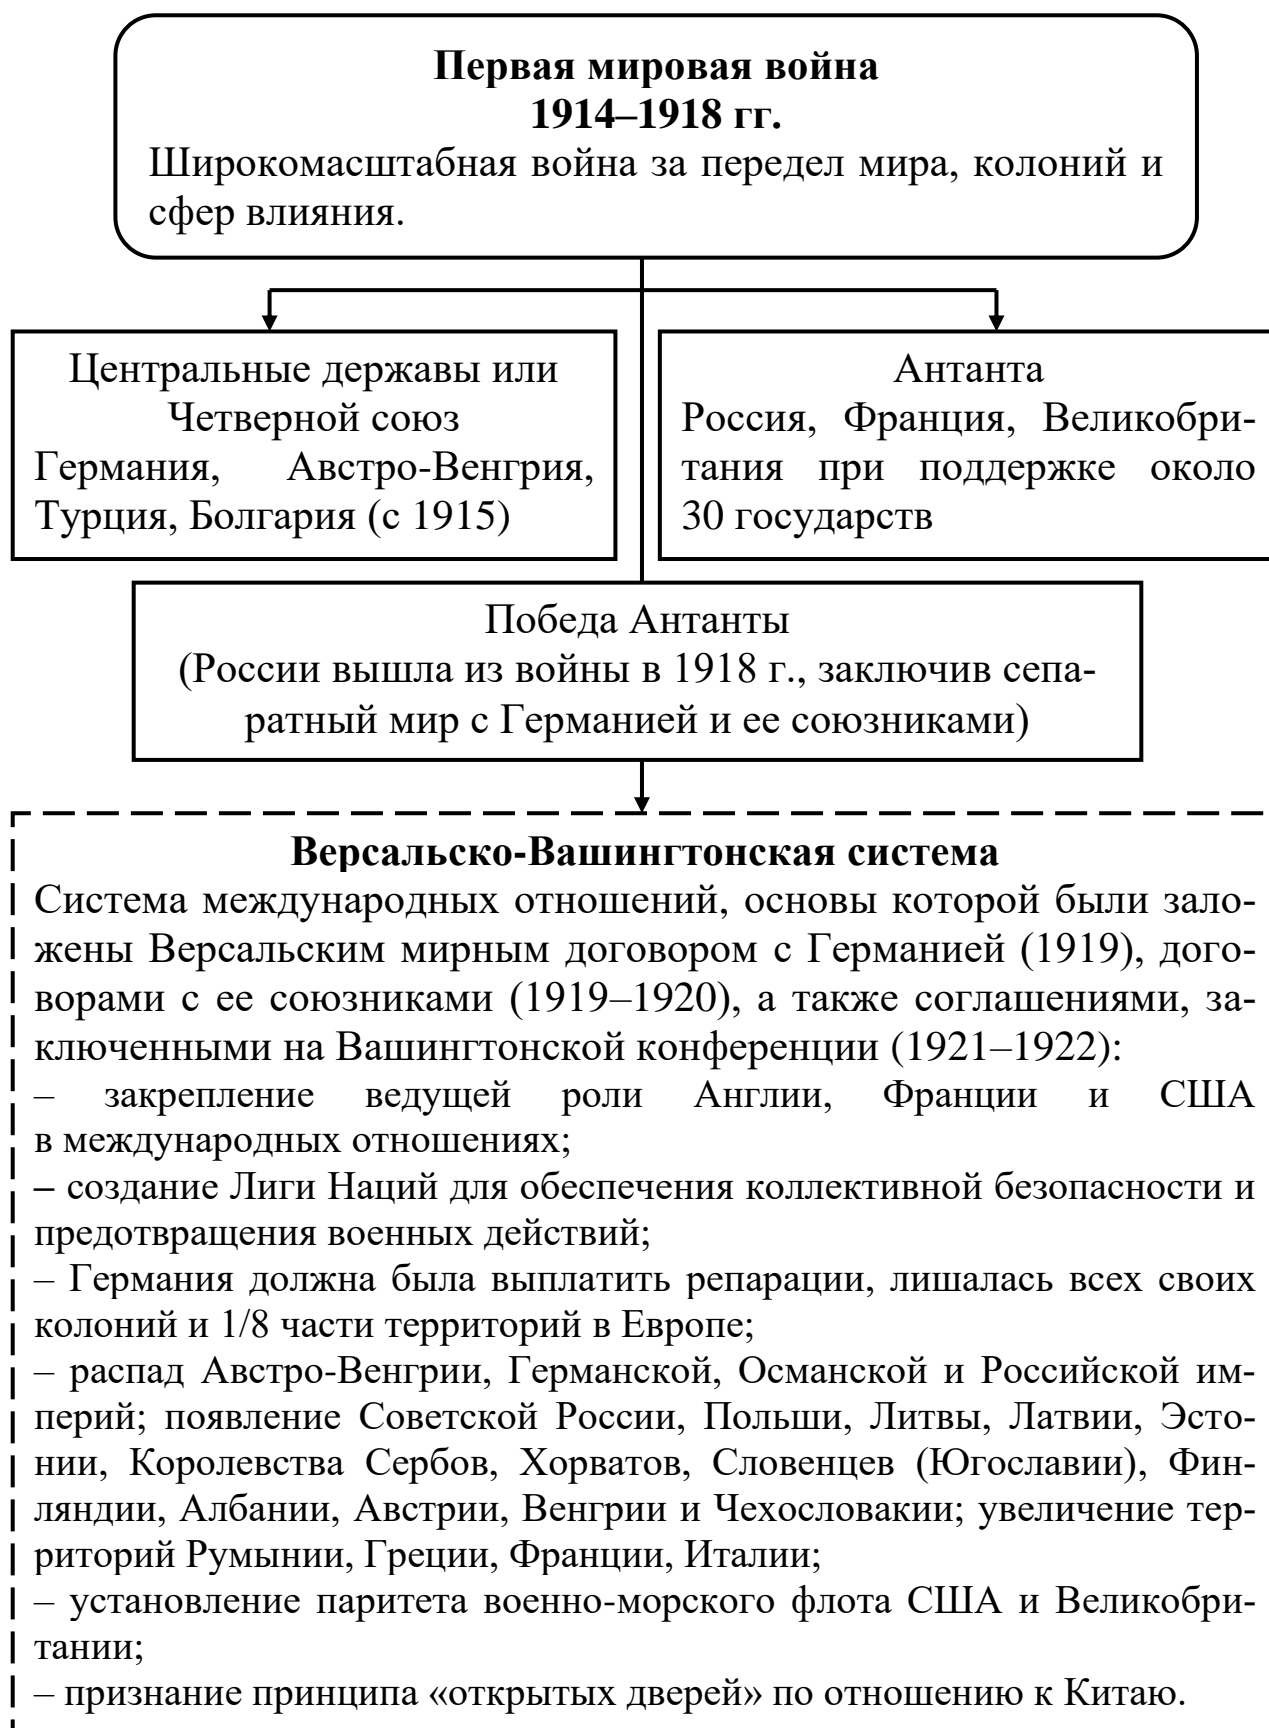 Первая мировая война
1914–1918 гг.
Широкомасштабная война за передел мира, колоний и
сфер влияния.
Центральные державы или
Четверной союз
Германия, Австро-Венгрия,
Турция, Болгария (с 1915)
Антанта
Россия, Франция, Великобри-
тания при поддержке около
30 государств
Победа Антанты
(России вышла из войны в 1918 г., заключив сепа-
ратный мир с Германией и ее союзниками)
Версальско-Вашингтонская система
Система международных отношений, основы которой были зало-
жены Версальским мирным договором с Германией (1919), дого-
ворами с ее союзниками (1919–1920), а также соглашениями, за-
ключенными на Вашингтонской конференции (1921–1922):
– закрепление ведущей роли Англии, Франции и США
в международных отношениях;
– создание Лиги Наций для обеспечения коллективной безопасности и
предотвращения военных действий;
– Германия должна была выплатить репарации, лишалась всех своих
колоний и 1/8 части территорий в Европе;
– распад Австро-Венгрии, Германской, Османской и Российской им-
перий; появление Советской России, Польши, Литвы, Латвии, Эсто-
нии, Королевства Сербов, Хорватов, Словенцев (Югославии), Фин-
ляндии, Албании, Австрии, Венгрии и Чехословакии; увеличение тер-
риторий Румынии, Греции, Франции, Италии;
– установление паритета военно-морского флота США и Великобри-
тании;
– признание принципа «открытых дверей» по отношению к Китаю.